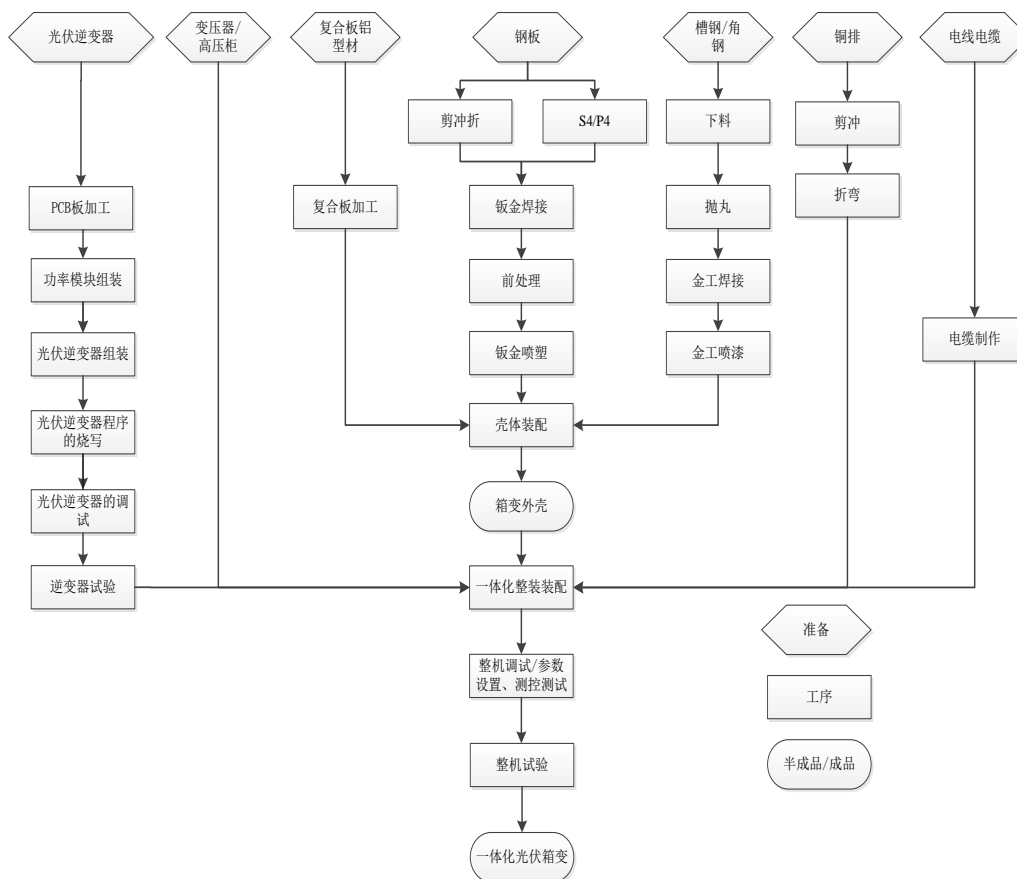 光伏逆变器
变压器/
高压柜
复合板铝
型材
钢板
槽钢/角
钢
铜排
电线电缆
剪冲折
S4/P4
下料
剪冲
PCB板加工
复合板加工
钣金焊接
抛丸
折弯
功率模块组装
前处理
金工焊接
光伏逆变器组装
钣金喷塑
金工喷漆
电缆制作
光伏逆变器程序
的烧写
壳体装配
光伏逆变器的调
试
箱变外壳
逆变器试验
一体化整装装配
准备
整机调试/参数
设置、测控测试
工序
整机试验
半成品/成品
一体化光伏箱变